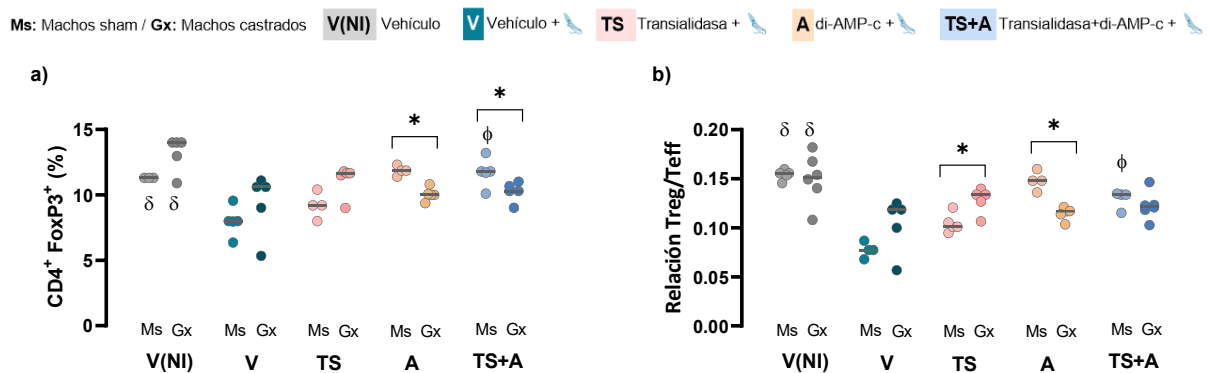 Ms: Machos sham / Gx: Machos castrados V(NI) Vehículo V Vehículo + TS Transialidasa + A di-AMP-c + TS+A Transialidasa+di-AMP-c +
a)
CD4+ FoxP3+ (%)
15
10
5
0
δ δ * * ϕ
Ms Gx Ms Gx Ms Gx Ms Gx Ms Gx
V(NI) V TS A TS+A
b)
Relación Treg/Teff
0.20
0.15
0.10
0.05
0.00
δ δ * * ϕ
Ms Gx Ms Gx Ms Gx Ms Gx Ms Gx
V(NI) V TS A TS+A